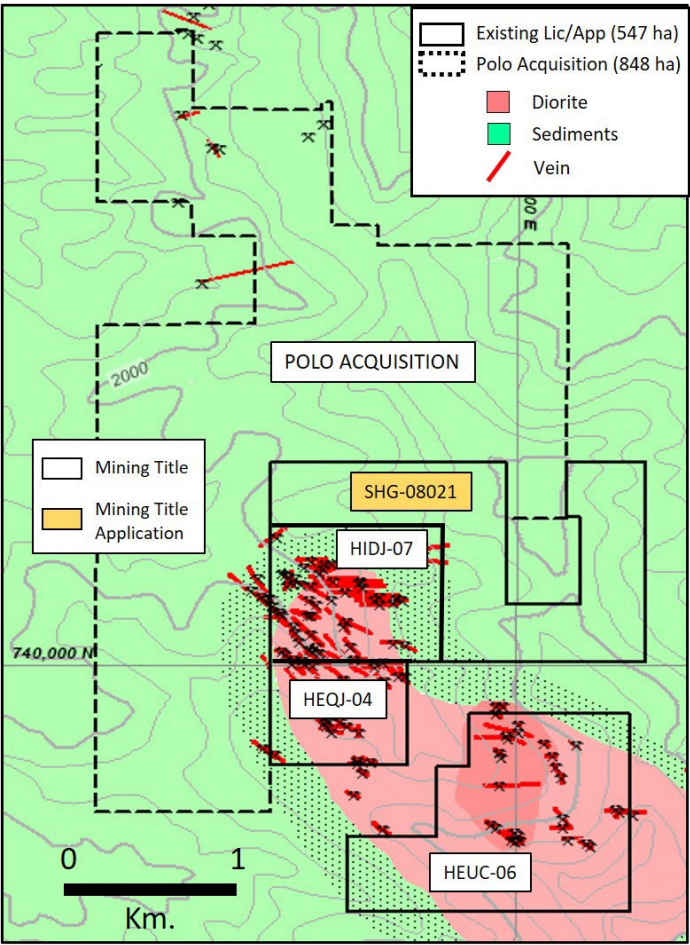 Existing Lic/App (547 ha)
Polo Acquisition (848 ha)
Diorite
Sediments
Vein
00 E
POLO ACQUISITION
2000
Mining Title
Mining Title
Application
SHG-08021
HIDJ-07
740,000 N
HEQJ-04
HEUC-06
0 1
Km.